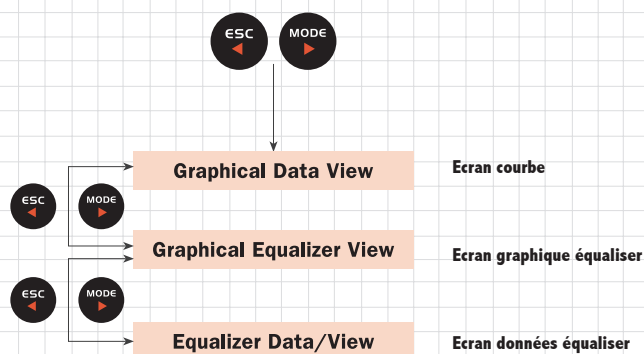 ESC MODE
Graphical Data View Ecran courbe
ESC MODE
Graphical Equalizer View Ecran graphique équaliser
ESC MODE
Equalizer Data/View Ecran données équaliser